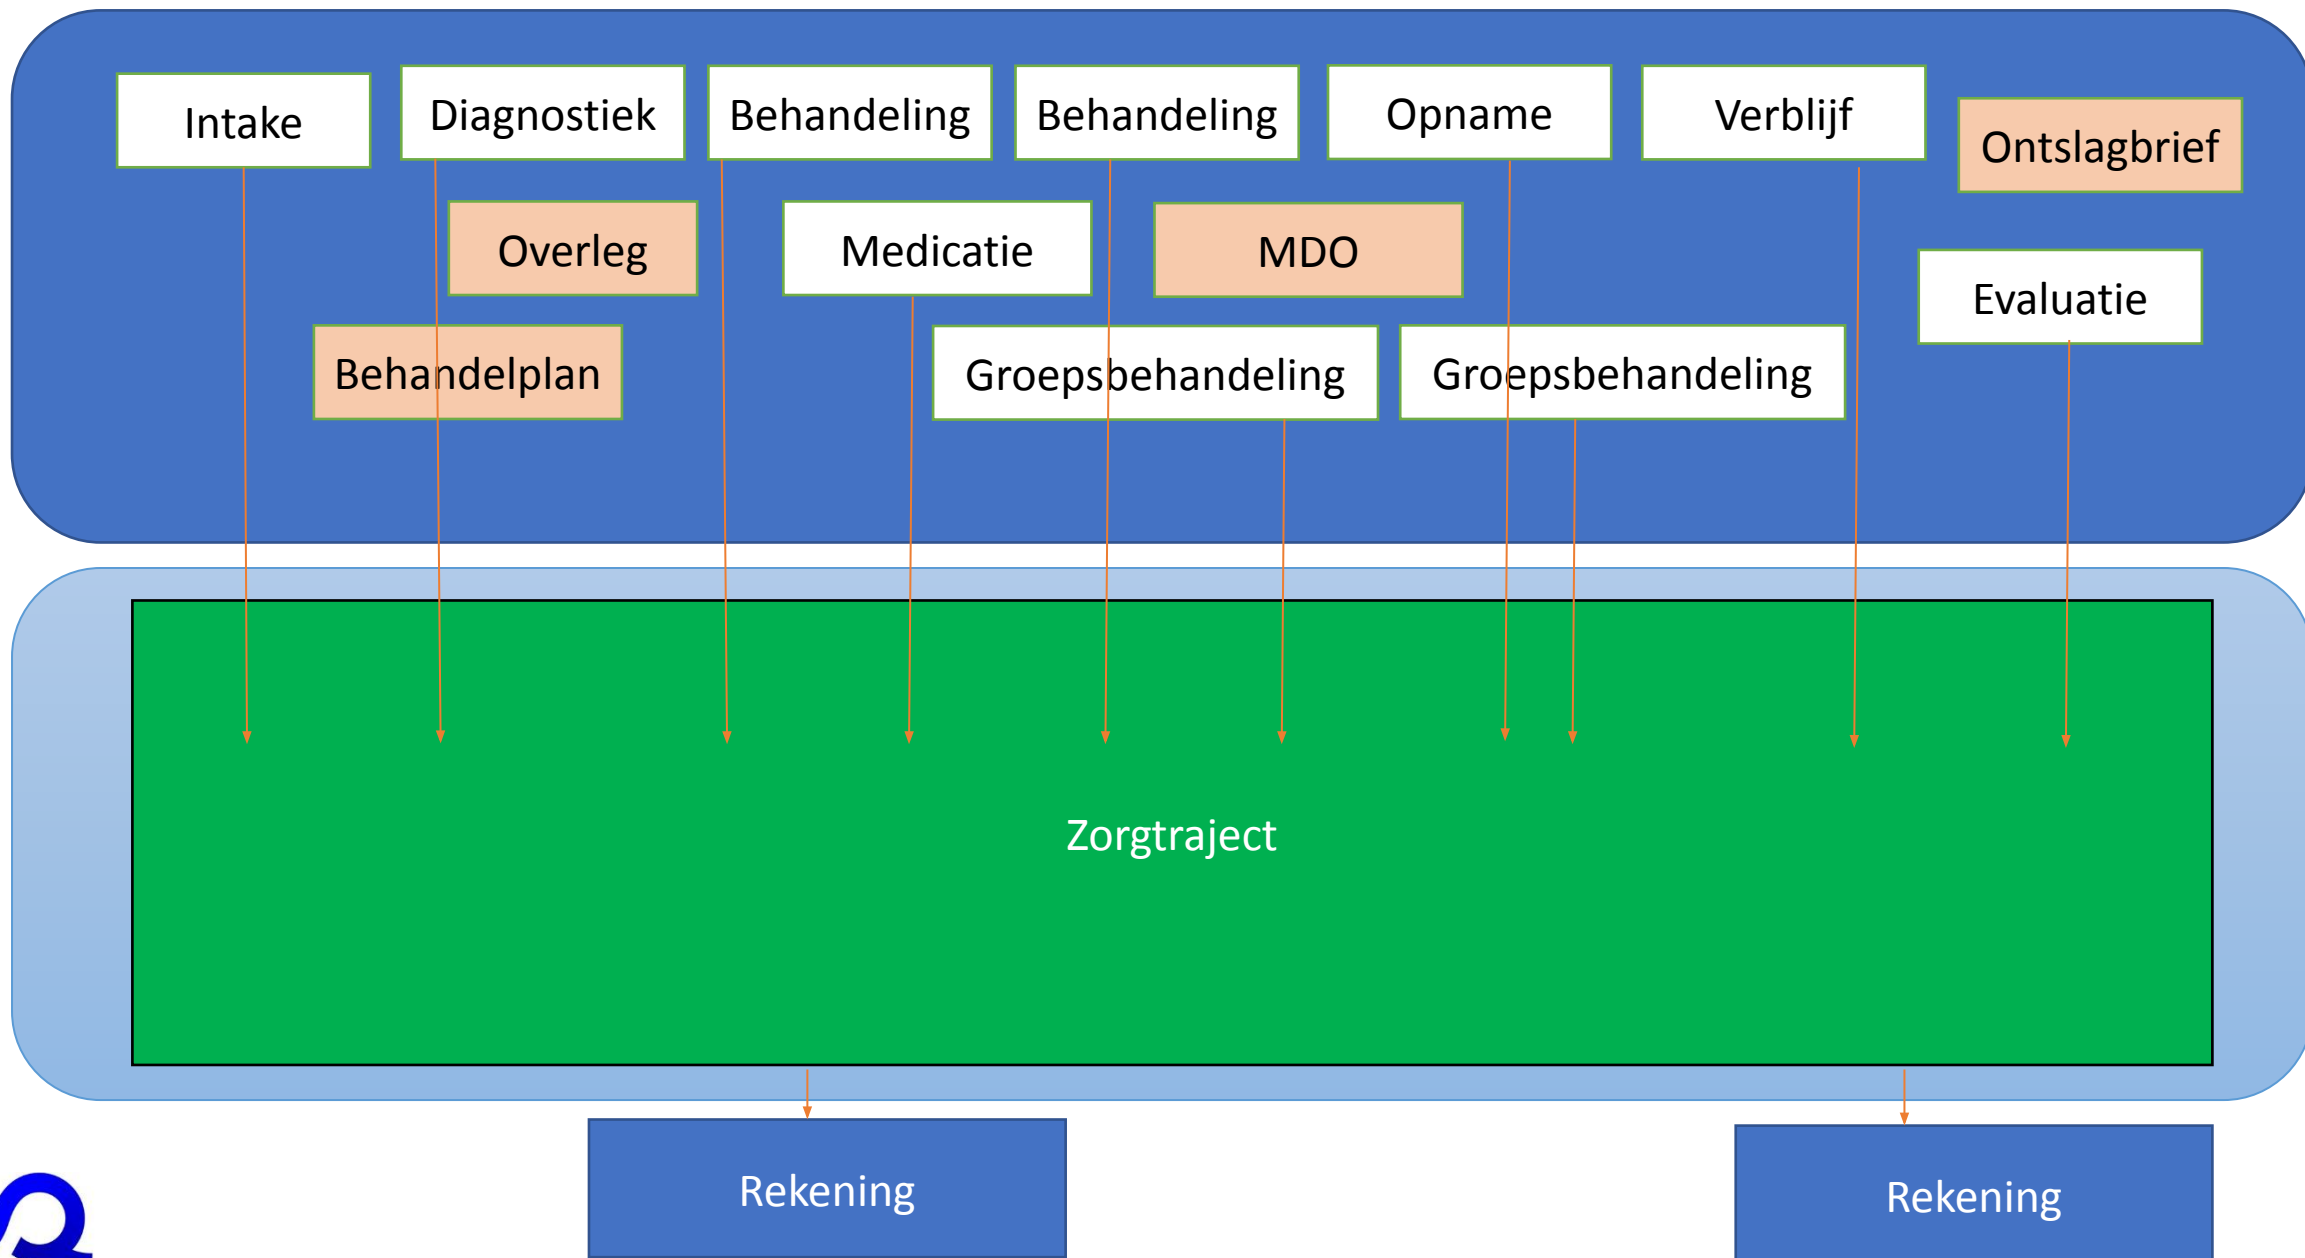 Intake
Diagnostiek
Behandeling
Behandeling
Opname
Verblijf
Ontslagbrief
Overleg
Medicatie
MDO
Evaluatie
Behandelplan
Groepsbehandeling
Groepsbehandeling
Zorgtraject
Rekening
Rekening